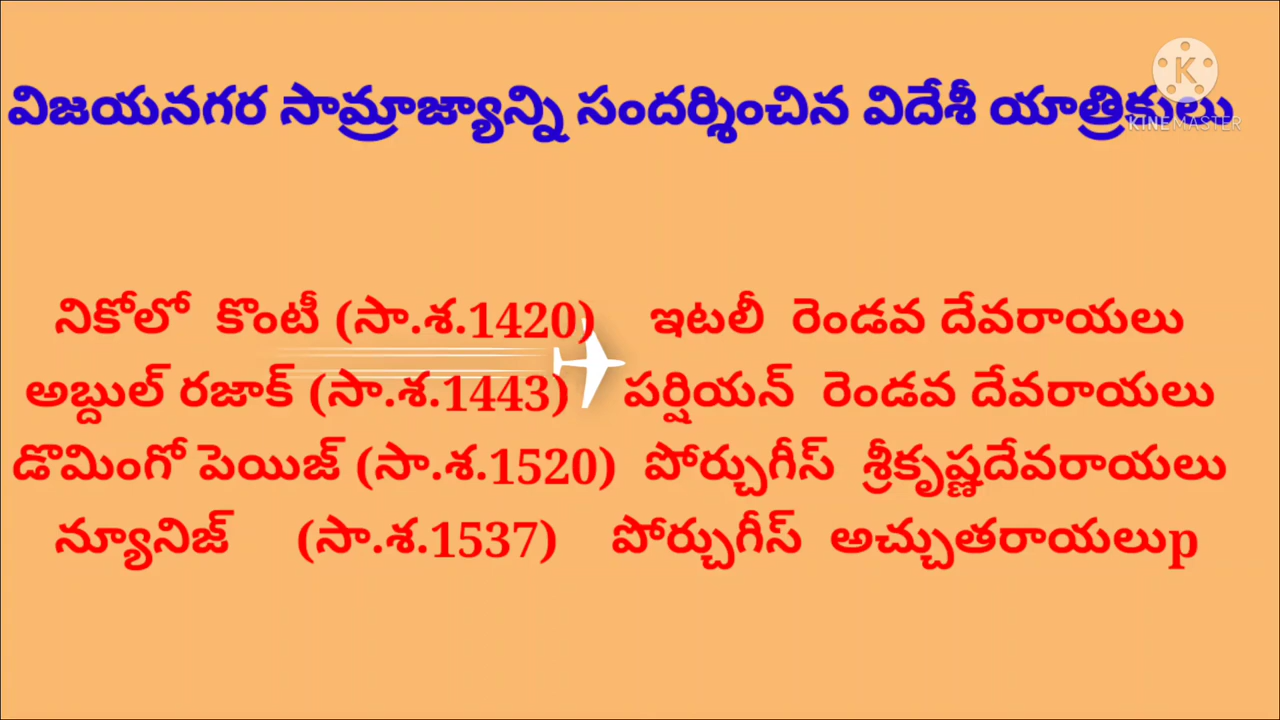 విజయనగర సామ్రాజ్యాన్ని సందర్శించిన విదేశీ యాత్రికులు
K
KINEMASTER
నికోలో కొంటీ (సా.శ.1420) ఇటలీ రెండవ దేవరాయలు
అబ్దుల్ రజాక్ (సా.శ.1443) పర్షియన్ రెండవ దేవరాయలు
డొమింగో పెయిజ్ (సా.శ.1520) పోర్చుగీస్ శ్రీకృష్ణదేవరాయలు
న్యూనిజ్ (సా.శ.1537) పోర్చుగీస్ అచ్చుతరాయలుp